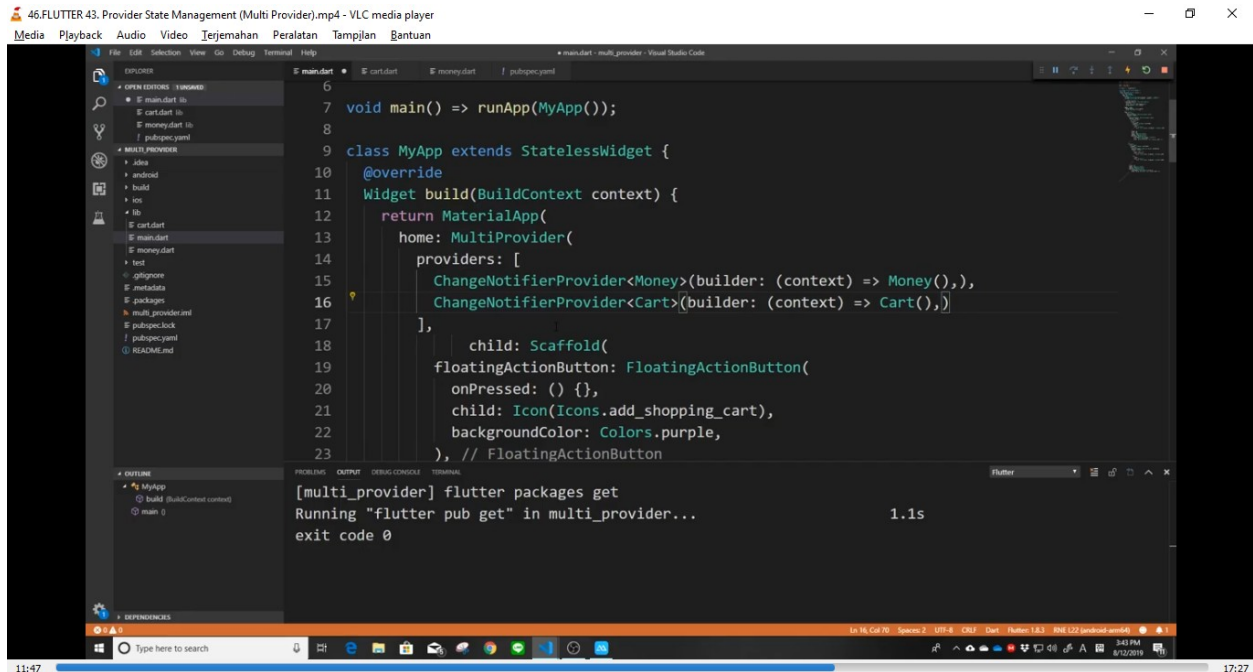 46.FLUTTER 43. Provider State Management (Multi Provider).mp4 - VLC media player
Media Playback Audio Video Terjemahan Peralatan Tampilan Bantuan
File Edit Selection View Go Debug Terminal Help
● main.dart - multi_provider - Visual Studio Code
EXPLORER
OPEN EDITORS 1 UNSAVED
main.dart lib
cart.dart lib
money.dart lib
pubspec.yaml
MULTI_PROVIDER
.idea
android
build
ios
lib
cart.dart
main.dart
money.dart
test
.gitignore
.metadata
.packages
multi_provider.iml
pubspec.lock
pubspec.yaml
README.md
OUTLINE
MyApp
build (BuildContext context)
main ()
DEPENDENCIES
main.dart cart.dart money.dart pubspec.yaml
6
7 void main() => runApp(MyApp());
8
9 class MyApp extends StatelessWidget {
10 @override
11 Widget build(BuildContext context) {
12 return MaterialApp(
13 home: MultiProvider(
14 providers: [
15 ChangeNotifierProvider<Money>(builder: (context) => Money(),),
16 ChangeNotifierProvider<Cart>(builder: (context) => Cart(),)
17 ],
18 child: Scaffold(
19 floatingActionButton: FloatingActionButton(
20 onPressed: () {},
21 child: Icon(Icons.add_shopping_cart),
22 backgroundColor: Colors.purple,
23 ), // FloatingActionButton
PROBLEMS OUTPUT DEBUG CONSOLE TERMINAL
Flutter
[multi_provider] flutter packages get
Running "flutter pub get" in multi_provider... 1.1s
exit code 0
0 0
Ln 16, Col 70 Spaces: 2 UTF-8 CRLF Dart Flutter: 1.8.3 RNE L22 (android-arm64) 1
Type here to search
3:43 PM
8/12/2019
11:47
17:27